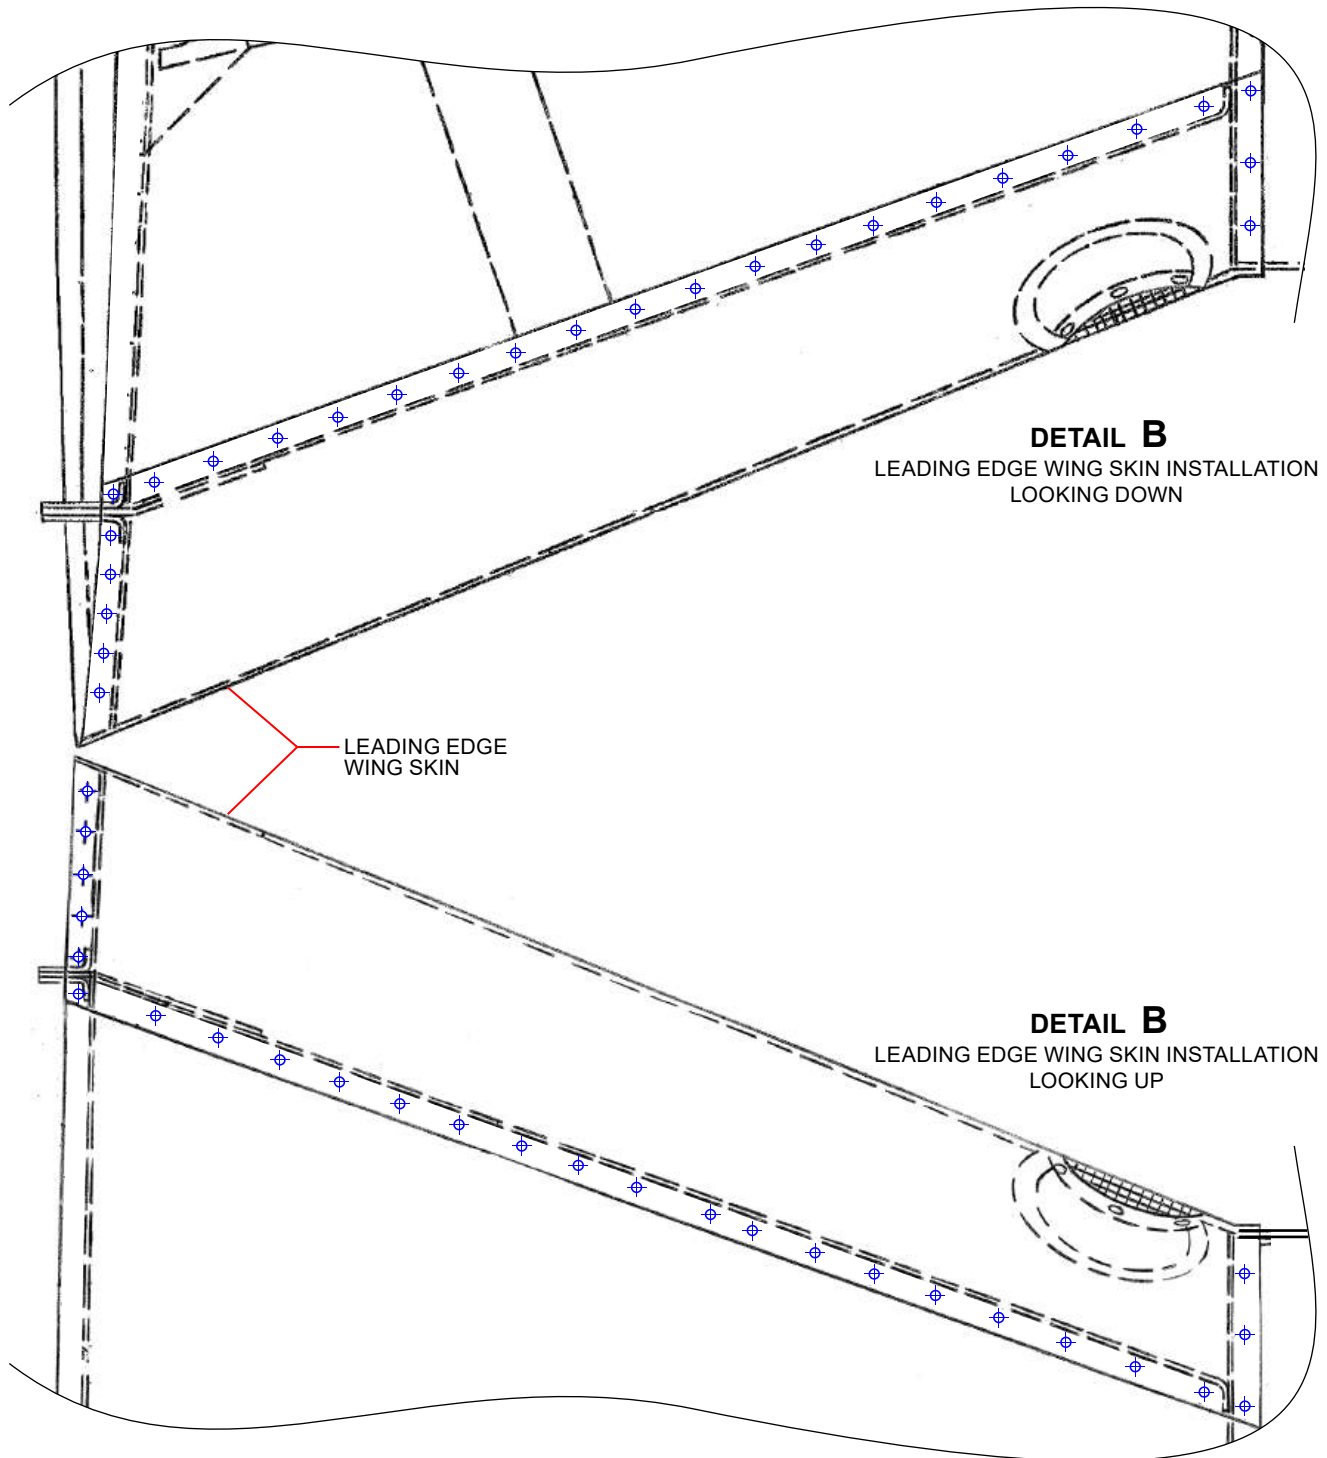 DETAIL B
LEADING EDGE WING SKIN INSTALLATION
LOOKING DOWN
LEADING EDGE
WING SKIN
DETAIL B
LEADING EDGE WING SKIN INSTALLATION
LOOKING UP